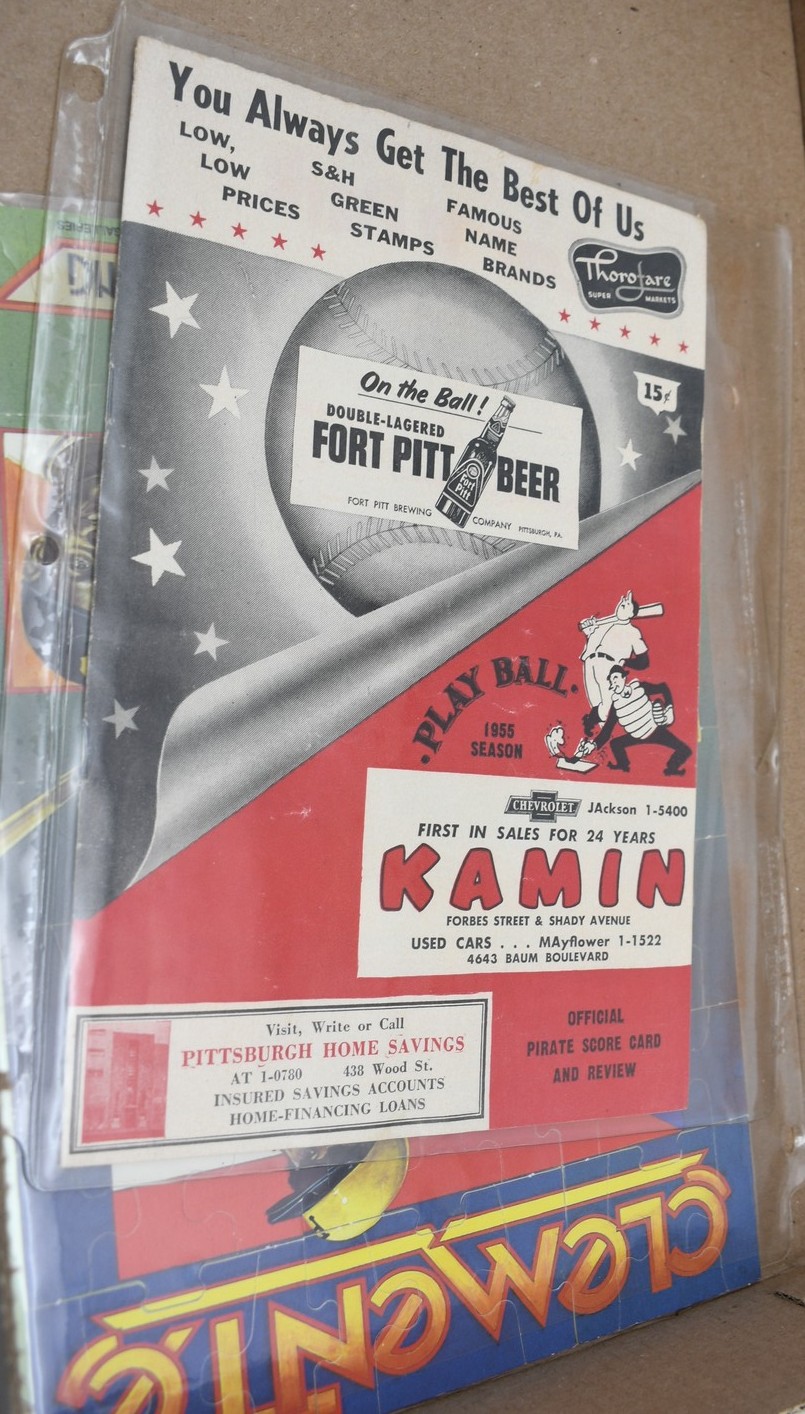 You Always Get The Best Of Us
LOW,
LOW
PRICES
S&H
GREEN
STAMPS
FAMOUS
NAME
BRANDS
Thorofare
SUPER MARKETS
15¢
On the Ball!
DOUBLE-LAGERED
FORT PITT BEER
Fort Pitt
FORT PITT BREWING COMPANY PITTSBURGH, PA.
PLAY BALL
1955
SEASON
CHEVROLET JAckson 1-5400
FIRST IN SALES FOR 24 YEARS
KAMIN
FORBES STREET & SHADY AVENUE
USED CARS . . . MAyflower 1-1522
4643 BAUM BOULEVARD
Visit, Write or Call
PITTSBURGH HOME SAVINGS
AT 1-0780 438 Wood St.
INSURED SAVINGS ACCOUNTS
HOME-FINANCING LOANS
OFFICIAL
PIRATE SCORE CARD
AND REVIEW
CLEMENTE